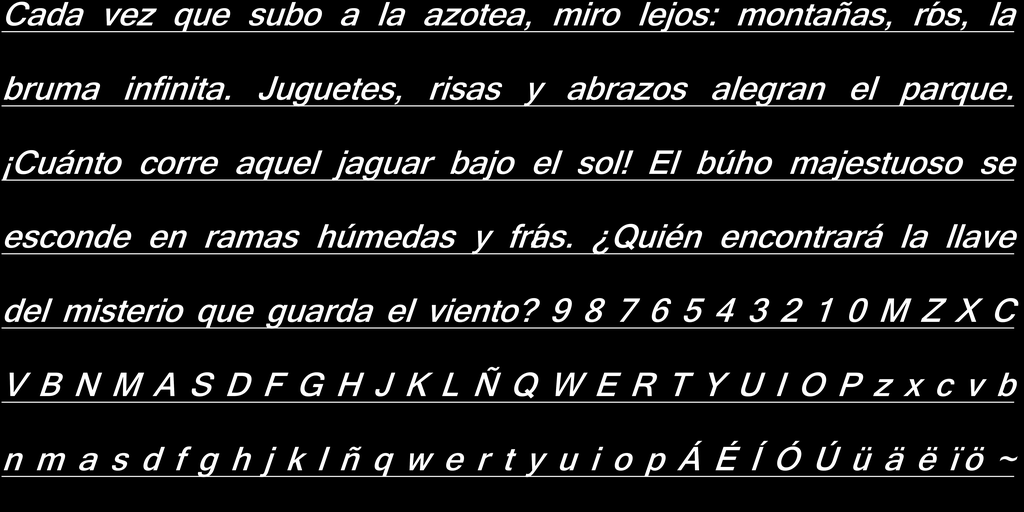 Cada vez que subo a la azotea, miro lejos: montañas, ríos, la
bruma infinita. Juguetes, risas y abrazos alegran el parque.
¡Cuánto corre aquel jaguar bajo el sol! El búho majestuoso se
esconde en ramas húmedas y frías. ¿Quién encontrará la llave
del misterio que guarda el viento? 9 8 7 6 5 4 3 2 1 0 M Z X C
V B N M A S D F G H J K L Ñ Q W E R T Y U I O P z x c v b
n m a s d f g h j k l ñ q w e r t y u i o p Á É Í Ó Ú ü ä ë ï ö ~